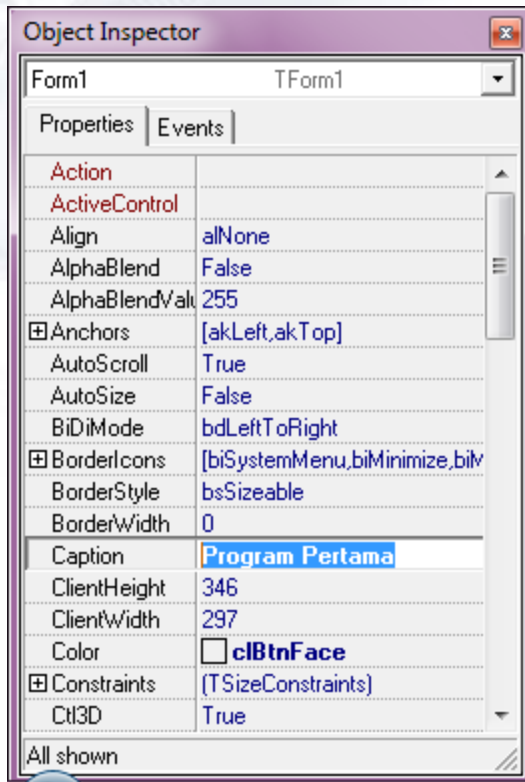 Object Inspector
Form1 TForm1
Properties Events
Action
ActiveControl
Align alNone
AlphaBlend False
AlphaBlendValu 255
Anchors [akLeft,akTop]
AutoScroll True
AutoSize False
BiDiMode bdLeftToRight
BorderIcons [biSystemMenu,biMinimize,biM
BorderStyle bsSizeable
BorderWidth 0
Caption Program Pertama
ClientHeight 346
ClientWidth 297
Color clBtnFace
Constraints (TSizeConstraints)
Ctl3D True
All shown